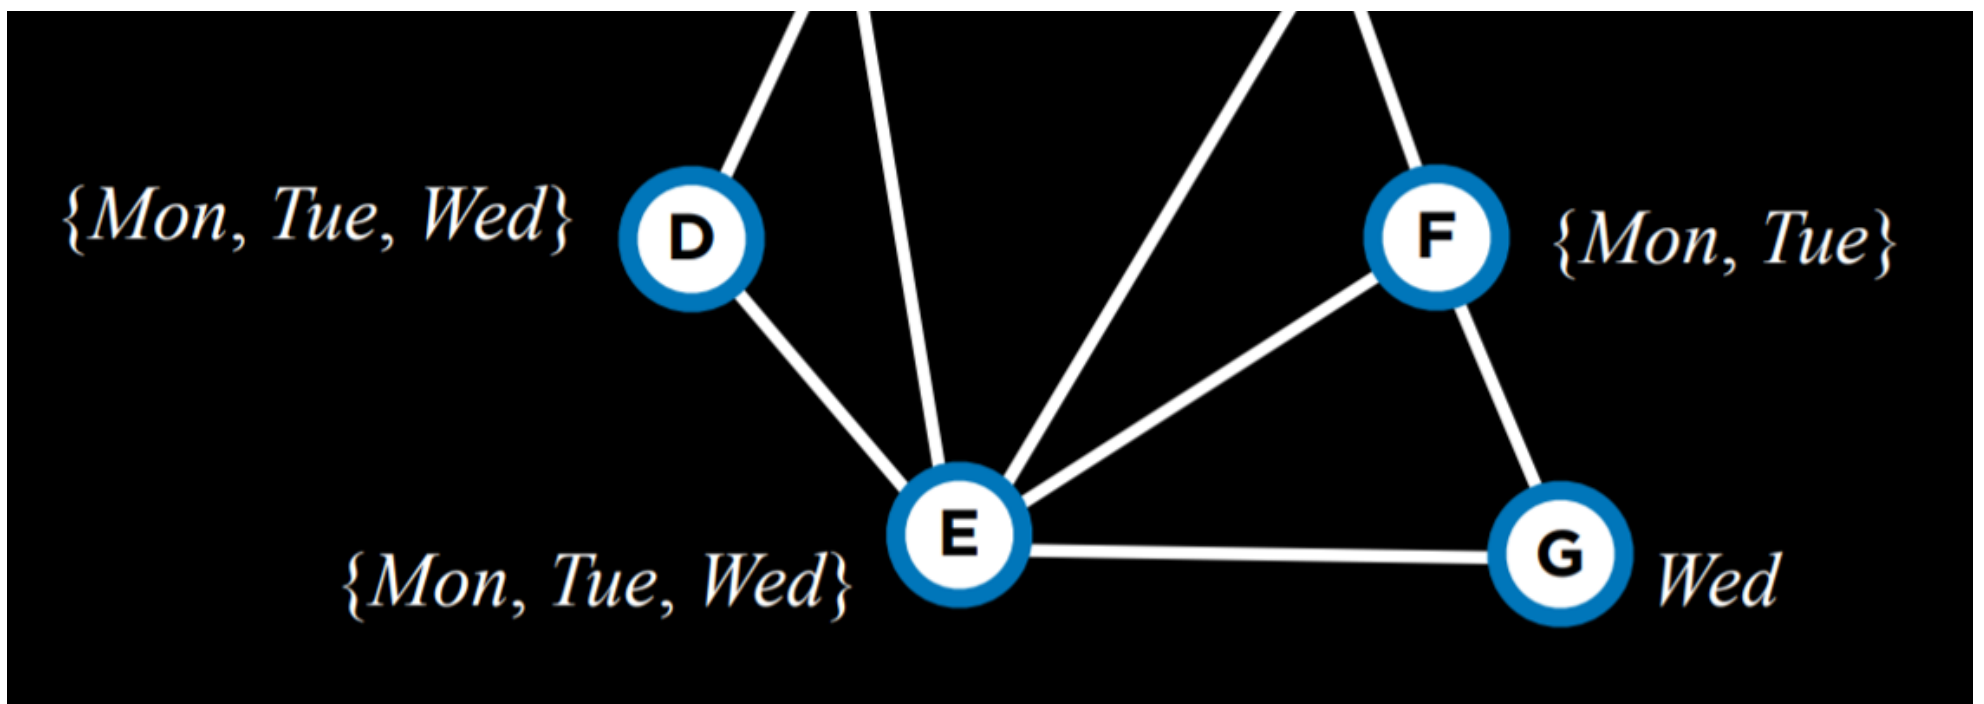 {Mon, Tue, Wed}
D
F
{Mon, Tue}
E
{Mon, Tue, Wed}
G
Wed